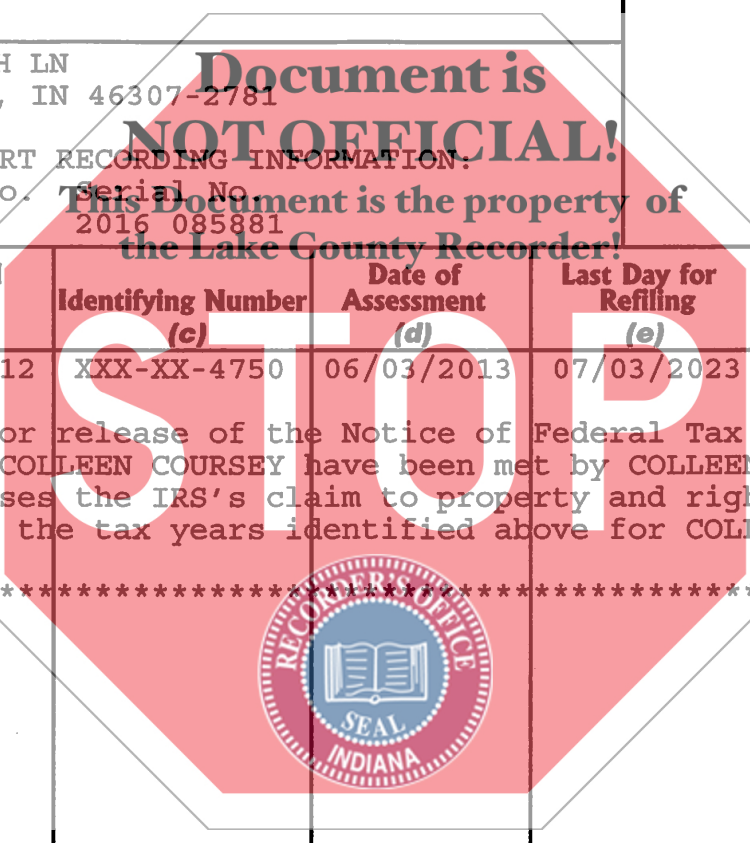 H LN
Document is
, IN 46307-2781
NOT OFFICIAL!
RT RECORDING INFORMATION:
o. Serial No.
This Document is the property of
2016 085881
the Lake County Recorder!
Identifying Number
(c)
Date of
Assessment
(d)
Last Day for
Refiling
(e)
12 XXX-XX-4750 06/03/2013 07/03/2023
STOP
or release of the Notice of Federal Tax
COLLEEN COURSEY have been met by COLLEEN
ses the IRS's claim to property and rig
the tax years identified above for COLL
***********************************************
RECORDER'S OFFICE
SEAL
INDIANA